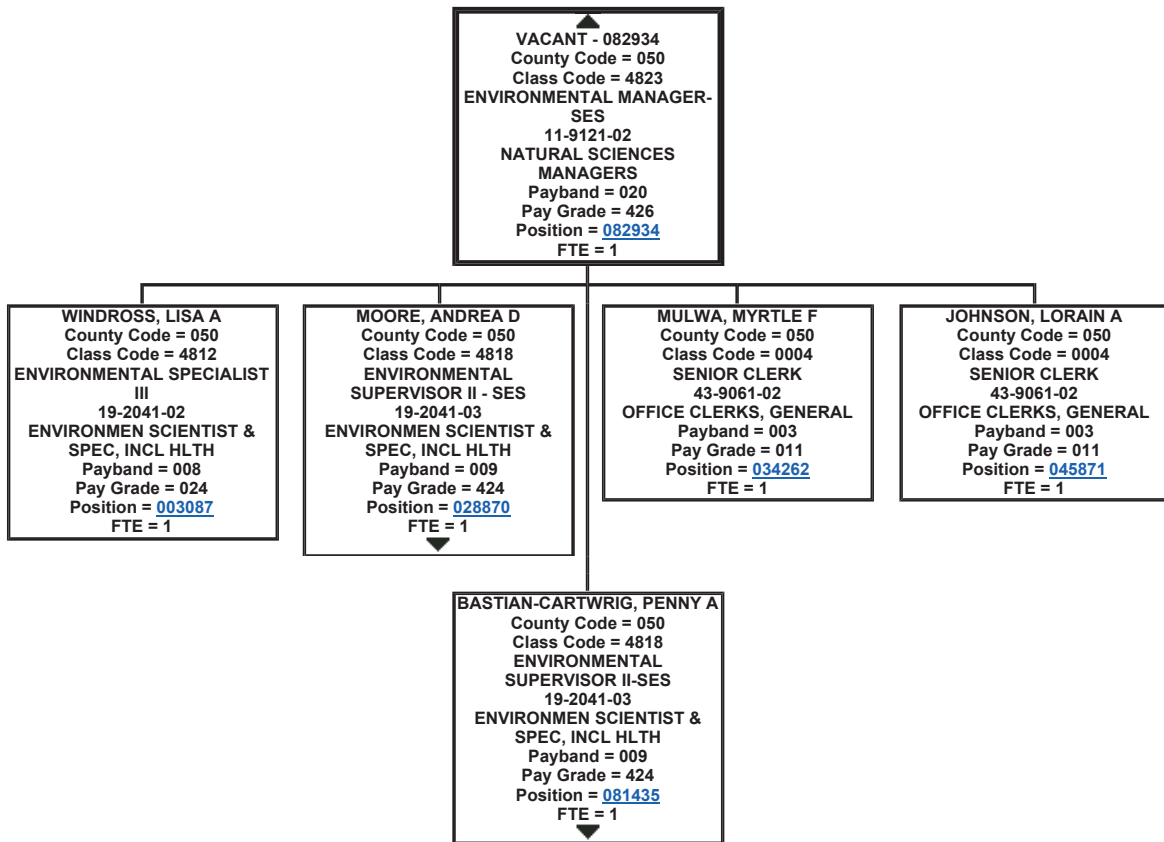 VACANT - 082934
County Code = 050
Class Code = 4823
ENVIRONMENTAL MANAGER-
SES
11-9121-02
NATURAL SCIENCES
MANAGERS
Payband = 020
Pay Grade = 426
Position = 082934
FTE = 1
WINDROSS, LISA A
County Code = 050
Class Code = 4812
ENVIRONMENTAL SPECIALIST
III
19-2041-02
ENVIRONMEN SCIENTIST &
SPEC, INCL HLTH
Payband = 008
Pay Grade = 024
Position = 003087
FTE = 1
MOORE, ANDREA D
County Code = 050
Class Code = 4818
ENVIRONMENTAL
SUPERVISOR II - SES
19-2041-03
ENVIRONMEN SCIENTIST &
SPEC, INCL HLTH
Payband = 009
Pay Grade = 424
Position = 028870
FTE = 1
MULWA, MYRTLE F
County Code = 050
Class Code = 0004
SENIOR CLERK
43-9061-02
OFFICE CLERKS, GENERAL
Payband = 003
Pay Grade = 011
Position = 034262
FTE = 1
JOHNSON, LORAIN A
County Code = 050
Class Code = 0004
SENIOR CLERK
43-9061-02
OFFICE CLERKS, GENERAL
Payband = 003
Pay Grade = 011
Position = 045871
FTE = 1
BASTIAN-CARTWRIG, PENNY A
County Code = 050
Class Code = 4818
ENVIRONMENTAL
SUPERVISOR II-SES
19-2041-03
ENVIRONMEN SCIENTIST &
SPEC, INCL HLTH
Payband = 009
Pay Grade = 424
Position = 081435
FTE = 1